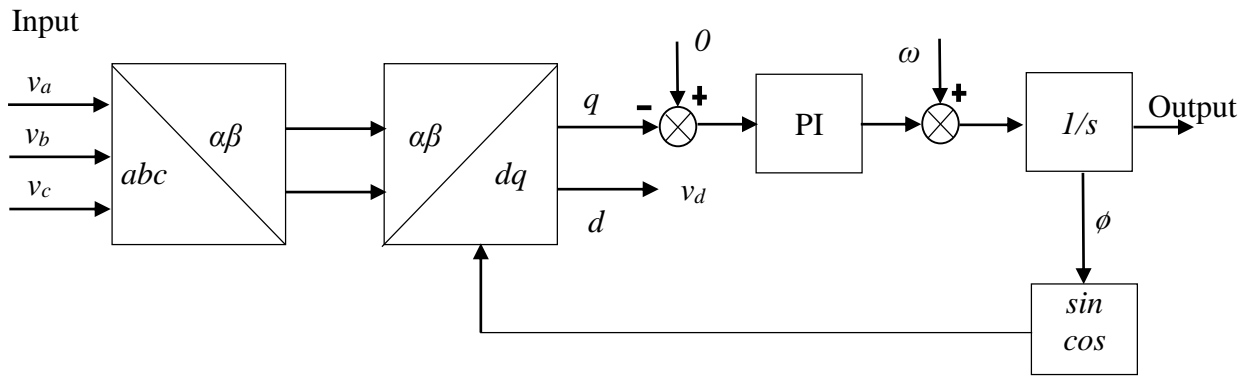 Input
v_a
v_b
v_c
abc
αβ
αβ
dq
q
d
v_d
0
-
+
PI
ω
+
1/s
Output
ϕ
sin
cos